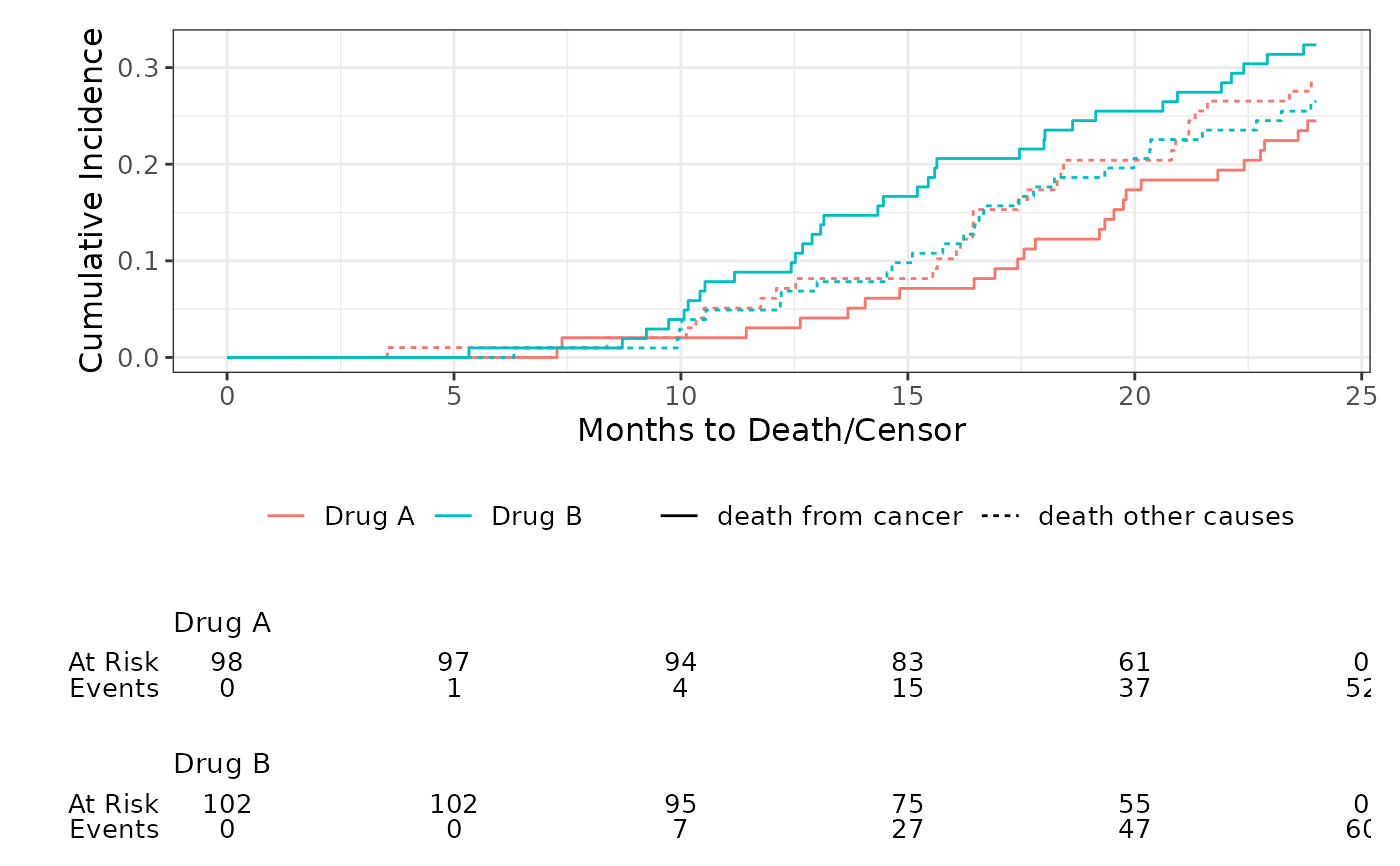 Cumulative Incidence
0.3
0.2
0.1
0.0
0 5 10 15 20 25
Months to Death/Censor
Drug A Drug B death from cancer death other causes
Drug A
At Risk 98 97 94 83 61 0
Events 0 1 4 15 37 52
Drug B
At Risk 102 102 95 75 55 0
Events 0 0 7 27 47 60